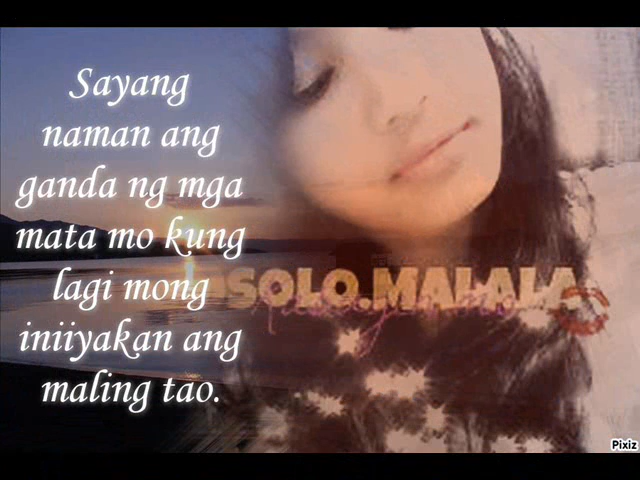 Sayang
naman ang
ganda ng mga
mata mo kung
lagi mong
iniiyakan ang
maling tao.
SOLO.MALALA
Pixiz